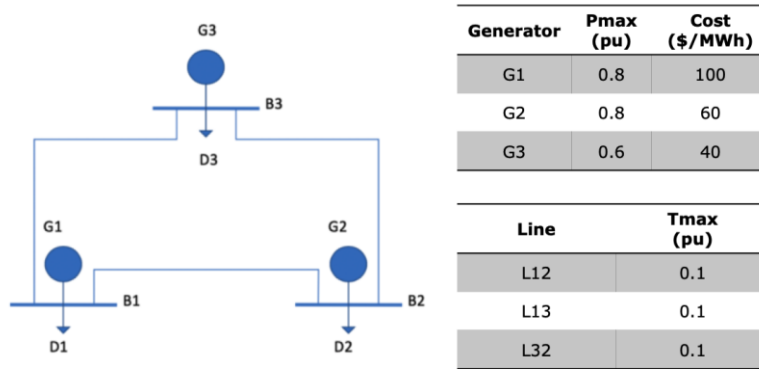 G3
B3
D3
G1
G2
B1
B2
D1
D2
Generator Pmax (pu) Cost ($/MWh)
G1 0.8 100
G2 0.8 60
G3 0.6 40
Line Tmax (pu)
L12 0.1
L13 0.1
L32 0.1